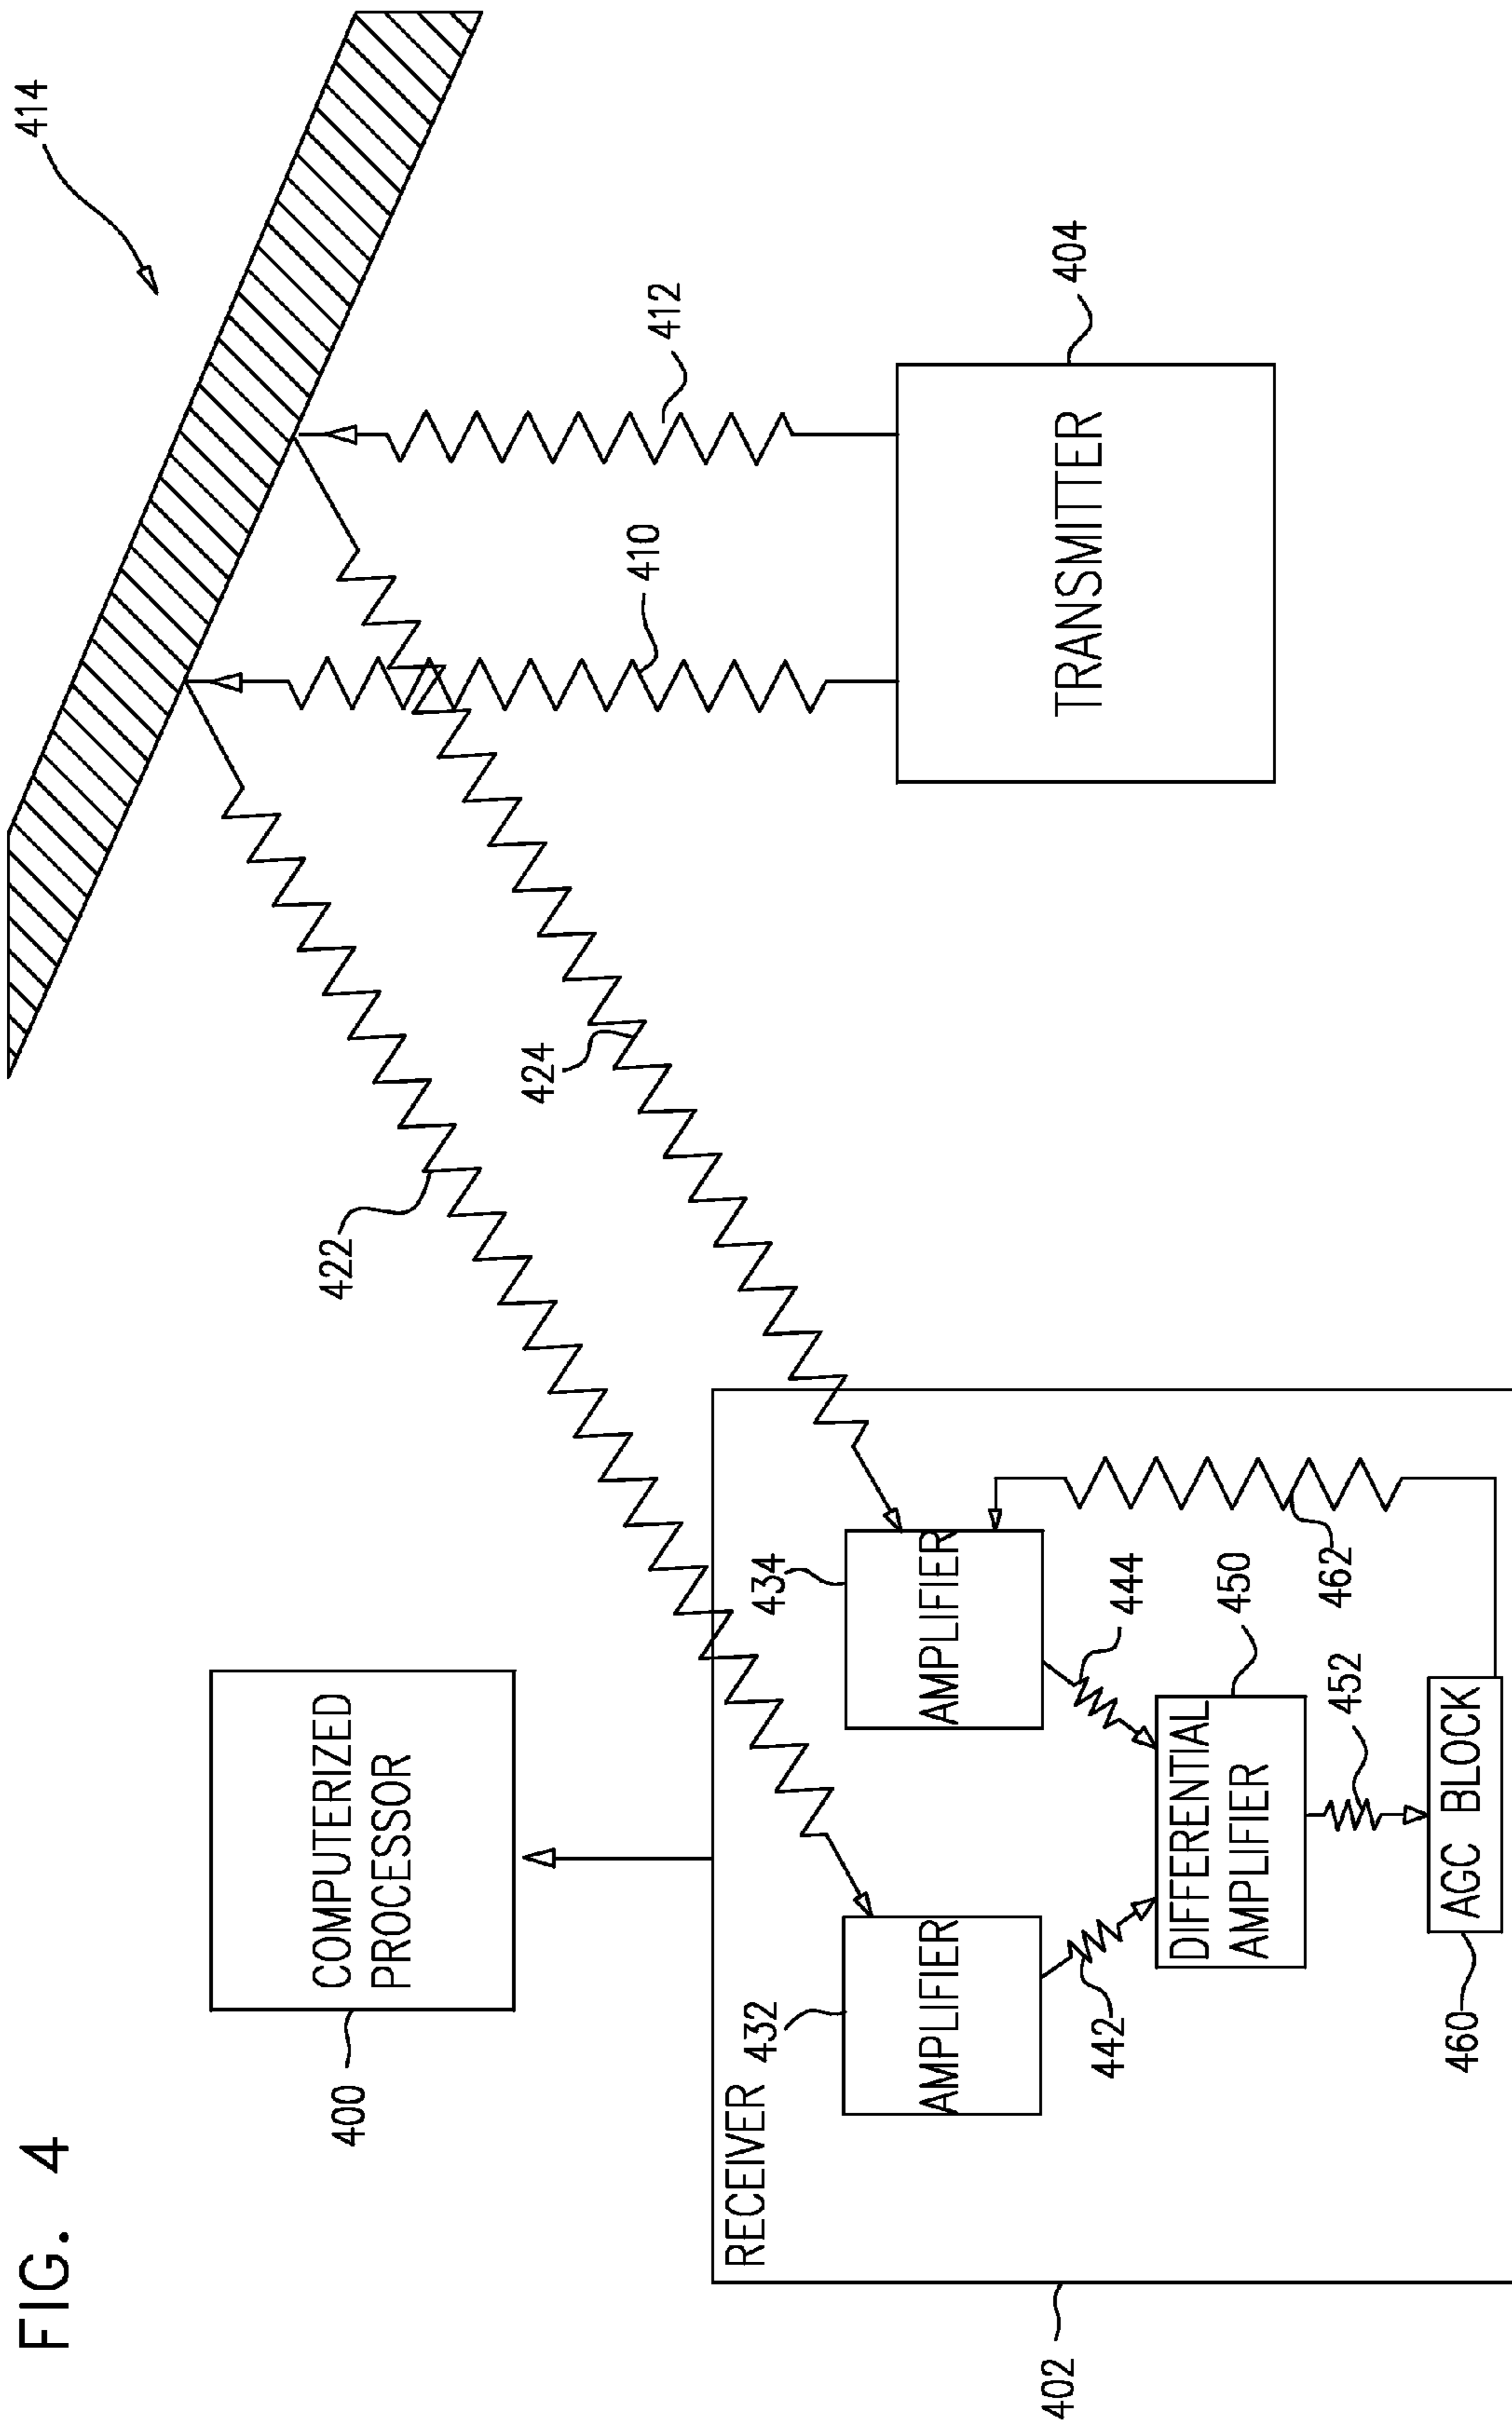 FIG. 4
414
412
404
410
TRANSMITTER
424
422
COMPUTERIZED
PROCESSOR
400
RECEIVER
402
432
AMPLIFIER
434
AMPLIFIER
442
444
DIFFERENTIAL
AMPLIFIER
450
452
462
AGC BLOCK
460